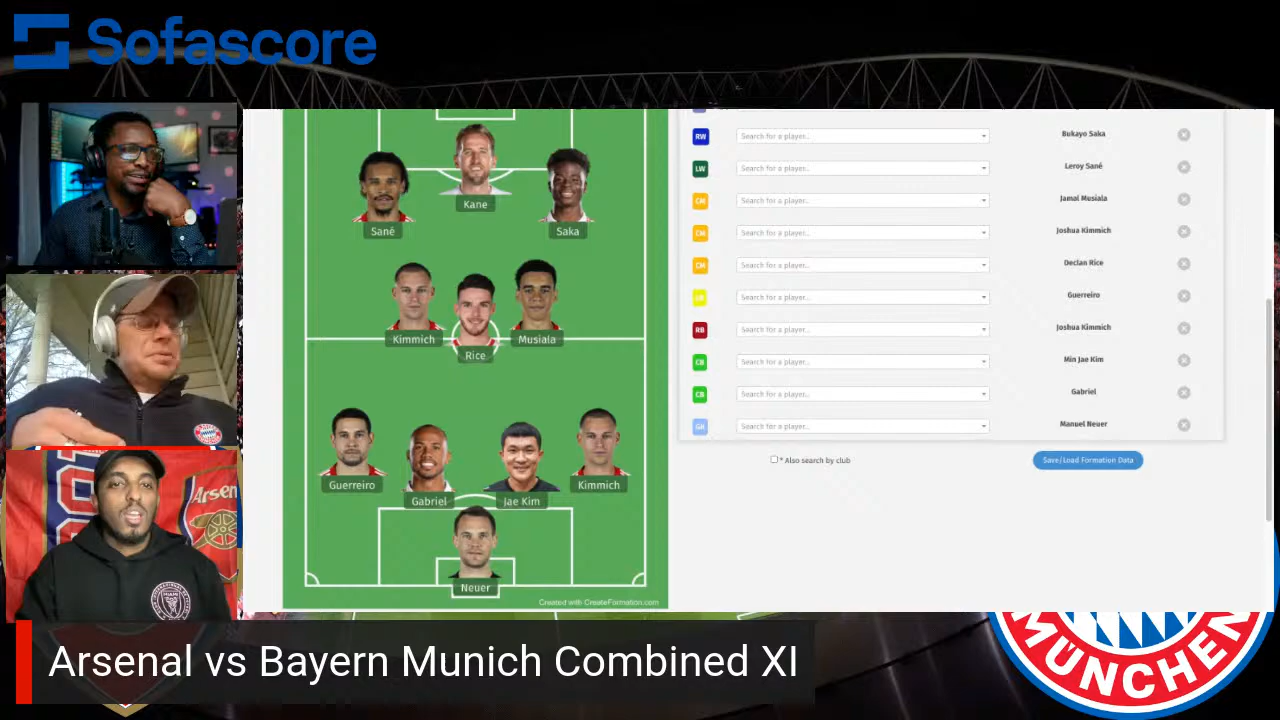 Sofascore
Kane
Sané
Saka
Kimmich
Rice
Musiala
Guerreiro
Gabriel
Jae Kim
Kimmich
Neuer
Created with CreateFormation.com
RW Search for a player... Bukayo Saka
LW Search for a player... Leroy Sané
CM Search for a player... Jamal Musiala
CM Search for a player... Joshua Kimmich
CM Search for a player... Declan Rice
LB Search for a player... Guerreiro
RB Search for a player... Joshua Kimmich
CB Search for a player... Min Jae Kim
CB Search for a player... Gabriel
GK Search for a player... Manuel Neuer
* Also search by club
Save/Load Formation Data
Arsenal
MIAMI
Arsenal vs Bayern Munich Combined XI
MÜNCHEN